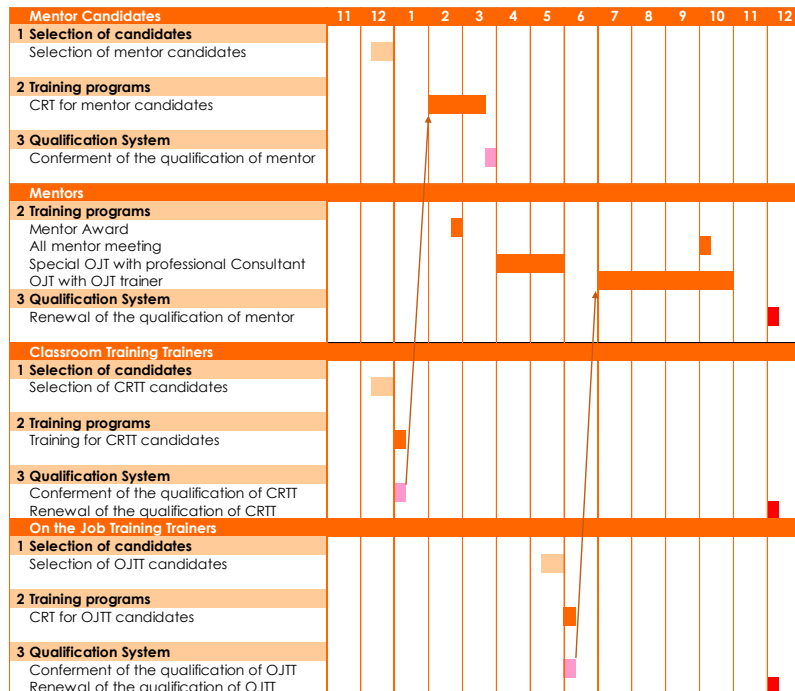 Mentor Candidates 11 12 1 2 3 4 5 6 7 8 9 10 11 12
1 Selection of candidates
Selection of mentor candidates
2 Training programs
CRT for mentor candidates
3 Qualification System
Conferment of the qualification of mentor
Mentors
2 Training programs
Mentor Award
All mentor meeting
Special OJT with professional Consultant
OJT with OJT trainer
3 Qualification System
Renewal of the qualification of mentor
Classroom Training Trainers
1 Selection of candidates
Selection of CRTT candidates
2 Training programs
Training for CRTT candidates
3 Qualification System
Conferment of the qualification of CRTT
Renewal of the qualification of CRTT
On the Job Training Trainers
1 Selection of candidates
Selection of OJTT candidates
2 Training programs
CRT for OJTT candidates
3 Qualification System
Conferment of the qualification of OJTT
Renewal of the qualification of OJTT